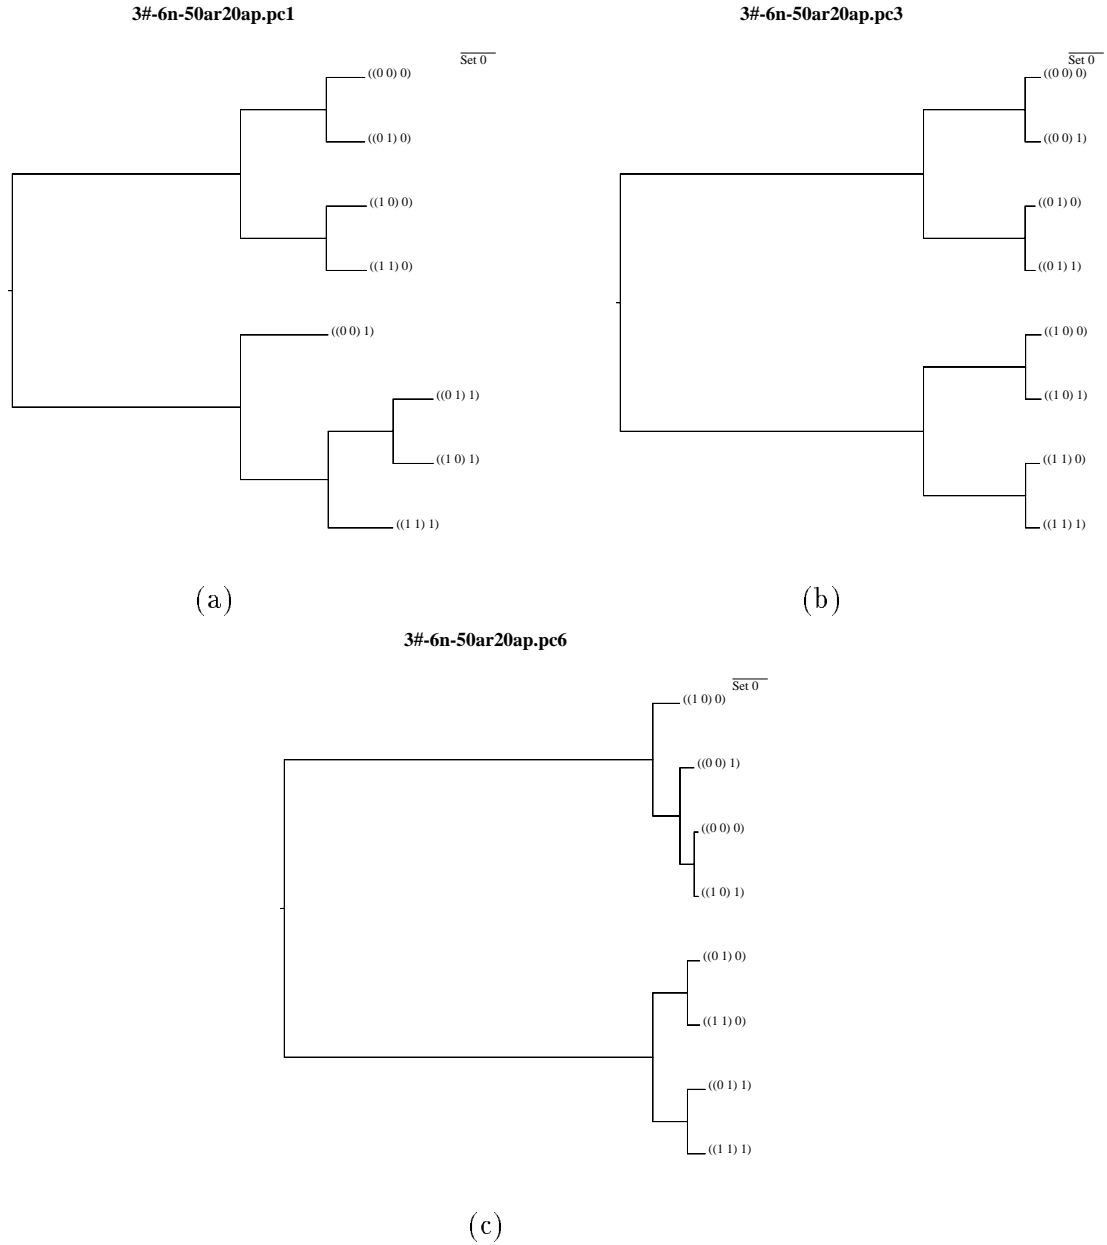 3#-6n-50ar20ap.pc1
Set 0
((0 0) 0)
((0 1) 0)
((1 0) 0)
((1 1) 0)
((0 0) 1)
((0 1) 1)
((1 0) 1)
((1 1) 1)
(a)
3#-6n-50ar20ap.pc3
Set 0
((0 0) 0)
((0 0) 1)
((0 1) 0)
((0 1) 1)
((1 0) 0)
((1 0) 1)
((1 1) 0)
((1 1) 1)
(b)
3#-6n-50ar20ap.pc6
Set 0
((1 0) 0)
((0 0) 1)
((0 0) 0)
((1 0) 1)
((0 1) 0)
((1 1) 0)
((0 1) 1)
((1 1) 1)
(c)